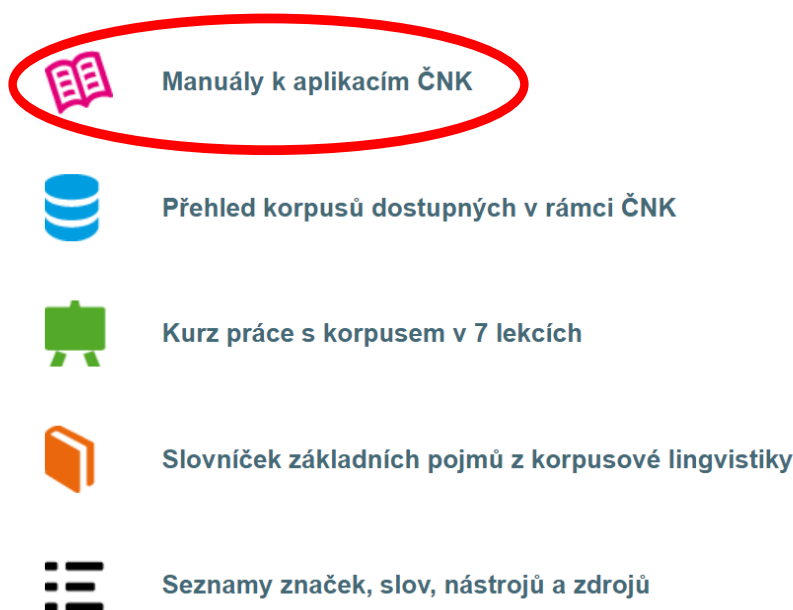 Manuály k aplikacím ČNK
Přehled korpusů dostupných v rámci ČNK
Kurz práce s korpusem v 7 lekcích
Slovníček základních pojmů z korpusové lingvistiky
Seznamy značek, slov, nástrojů a zdrojů